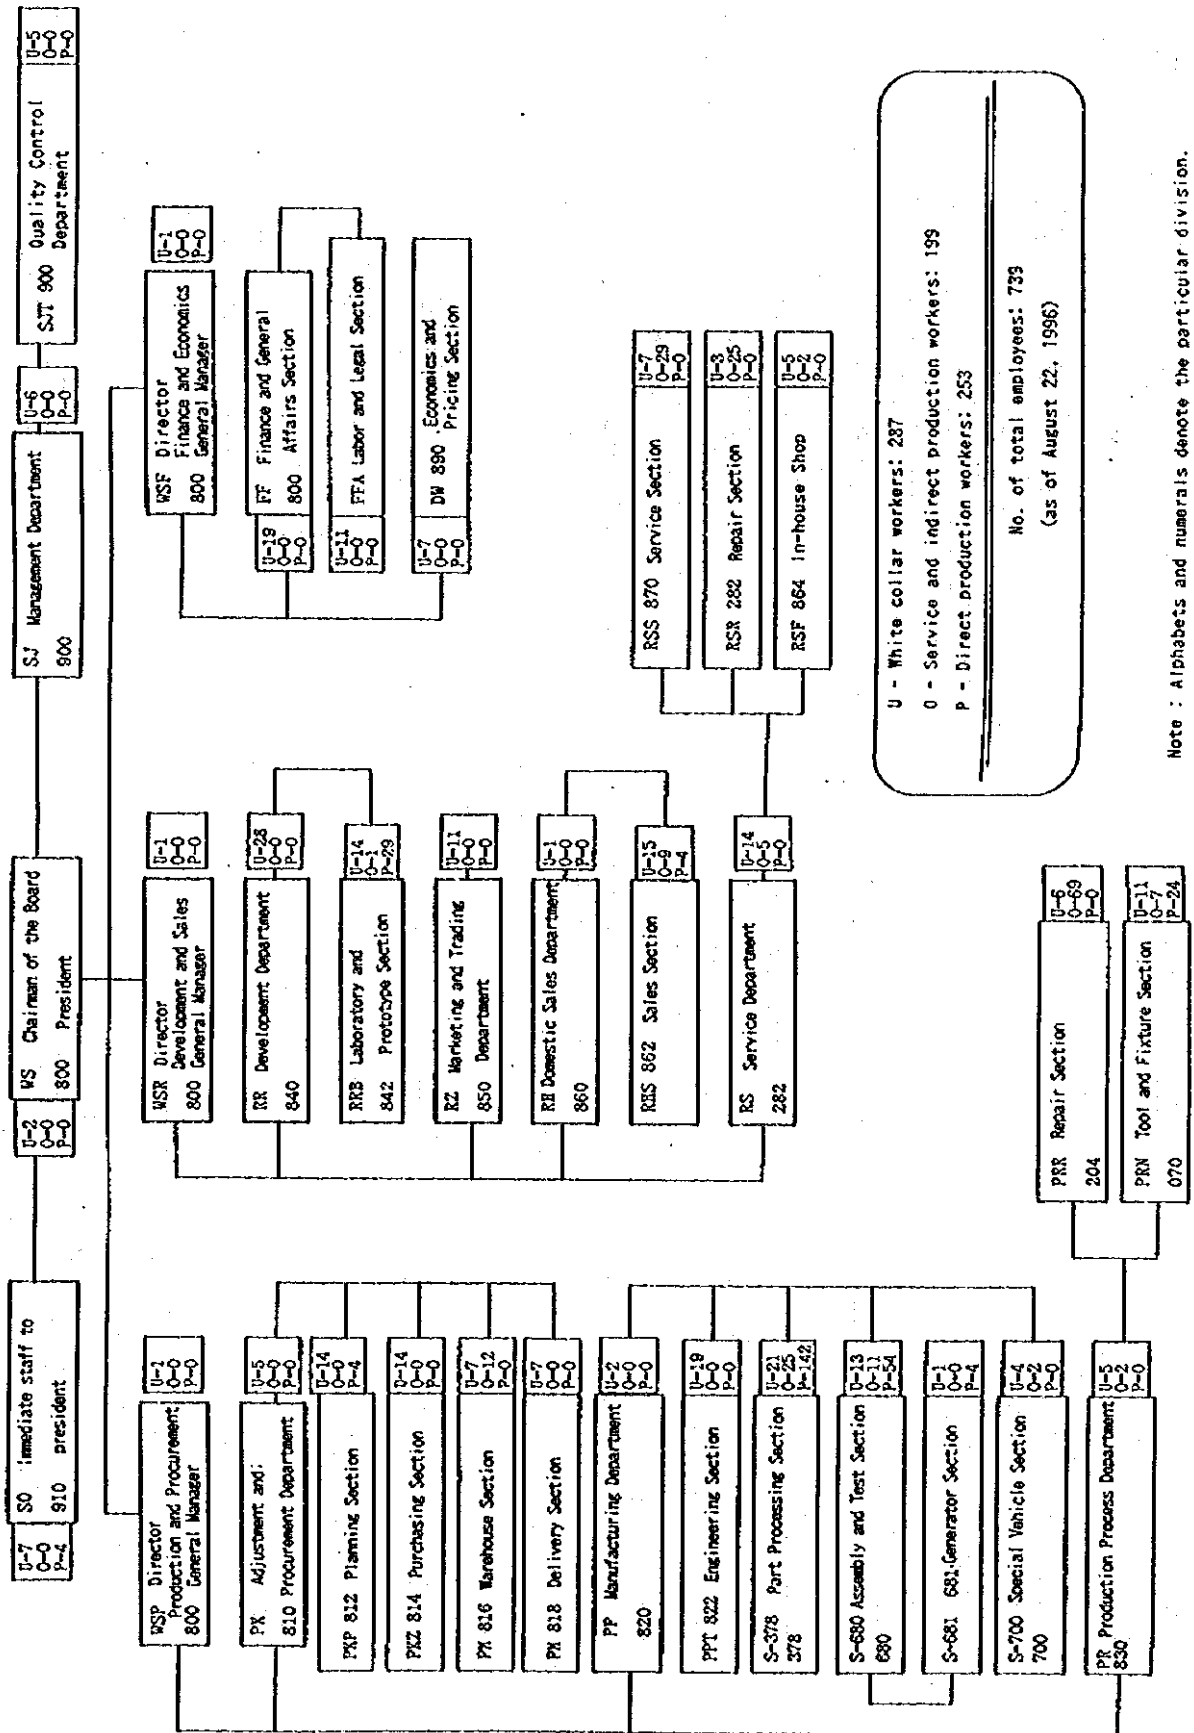 U-7
O-0
P-4
SO Immediate staff to
910 president
U-2
O-0
P-0
WS Chairman of the Board
800 President
SJ Management Department
900
U-6
O-0
P-0
SJT 900 Quality Control
Department
U-5
O-0
P-0
WSP Director
Production and Procurement
800 General Manager
U-1
O-0
P-0
PX Adjustment and
810 Procurement Department
U-5
O-0
P-0
PKP 812 Planning Section
U-14
O-0
P-4
PKZ 814 Purchasing Section
U-14
O-0
P-0
PM 816 Warehouse Section
U-7
O-12
P-0
PM 818 Delivery Section
U-7
O-0
P-0
PP Manufacturing Department
820
U-2
O-0
P-0
PPT 822 Engineering Section
U-19
O-0
P-0
S-378 Part Processing Section
378
U-21
O-25
P-142
S-680 Assembly and Test Section
680
U-13
O-11
P-54
S-681 681 Generator Section
U-1
O-0
P-4
S-700 Special Vehicle Section
700
U-4
O-2
P-0
PR Production Process Department
830
U-5
O-2
P-0
PRR Repair Section
204
U-6
O-69
P-0
PRN Tool and Fixture Section
070
U-11
O-7
P-24
WSR Director
Development and Sales
800 General Manager
U-1
O-0
P-0
RR Development Department
840
U-28
O-0
P-0
RRB Laboratory and
842 Prototype Section
U-14
O-1
P-29
RZ Marketing and Trading
850 Department
U-11
O-0
P-0
RH Domestic Sales Department
860
U-1
O-0
P-0
RHS 862 Sales Section
U-15
O-9
P-4
RS Service Department
282
U-14
O-5
P-0
RSS 870 Service Section
U-7
O-29
P-0
RSR 282 Repair Section
U-3
O-25
P-0
RSF 864 In-house Shop
U-5
O-2
P-0
WSF Director
Finance and Economics
800 General Manager
U-1
O-0
P-0
FF Finance and General
800 Affairs Section
U-19
O-0
P-0
FFA Labor and Legal Section
U-11
O-0
P-0
DW 890 Economics and
Pricing Section
U-7
O-0
P-0
U - White collar workers: 287
O - Service and indirect production workers: 199
P - Direct production workers: 253
No. of total employees: 739
(as of August 22, 1996)
Note : Alphabets and numerals denote the particular division.